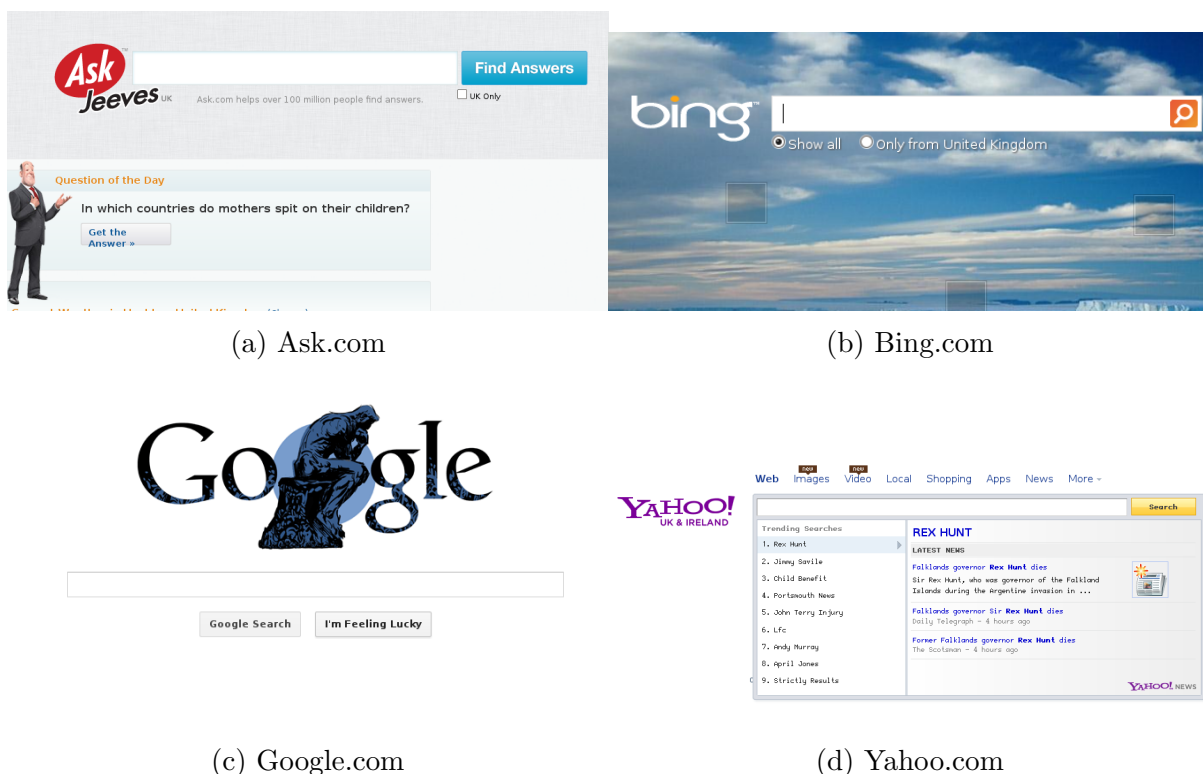 Ask™
Jeeves UK
Find Answers
Ask.com helps over 100 million people find answers.
UK Only
Question of the Day
In which countries do mothers spit on their children?
Get the
Answer »
bing™
Show all
Only from United Kingdom
(a) Ask.com
(b) Bing.com
Google
Google Search
I'm Feeling Lucky
new
new
Web Images Video Local Shopping Apps News More
YAHOO!
UK & IRELAND
Search
Trending Searches
1. Rex Hunt
2. Jimmy Savile
3. Child Benefit
4. Portsmouth News
5. John Terry Injury
6. Lfc
7. Andy Murray
8. April Jones
9. Strictly Results
REX HUNT
LATEST NEWS
Falklands governor Rex Hunt dies
Sir Rex Hunt, who was governor of the Falkland
Islands during the Argentine invasion in ...
Falklands governor Sir Rex Hunt dies
Daily Telegraph - 4 hours ago
Former Falklands governor Rex Hunt dies
The Scotsman - 4 hours ago
YAHOO! NEWS
(c) Google.com
(d) Yahoo.com